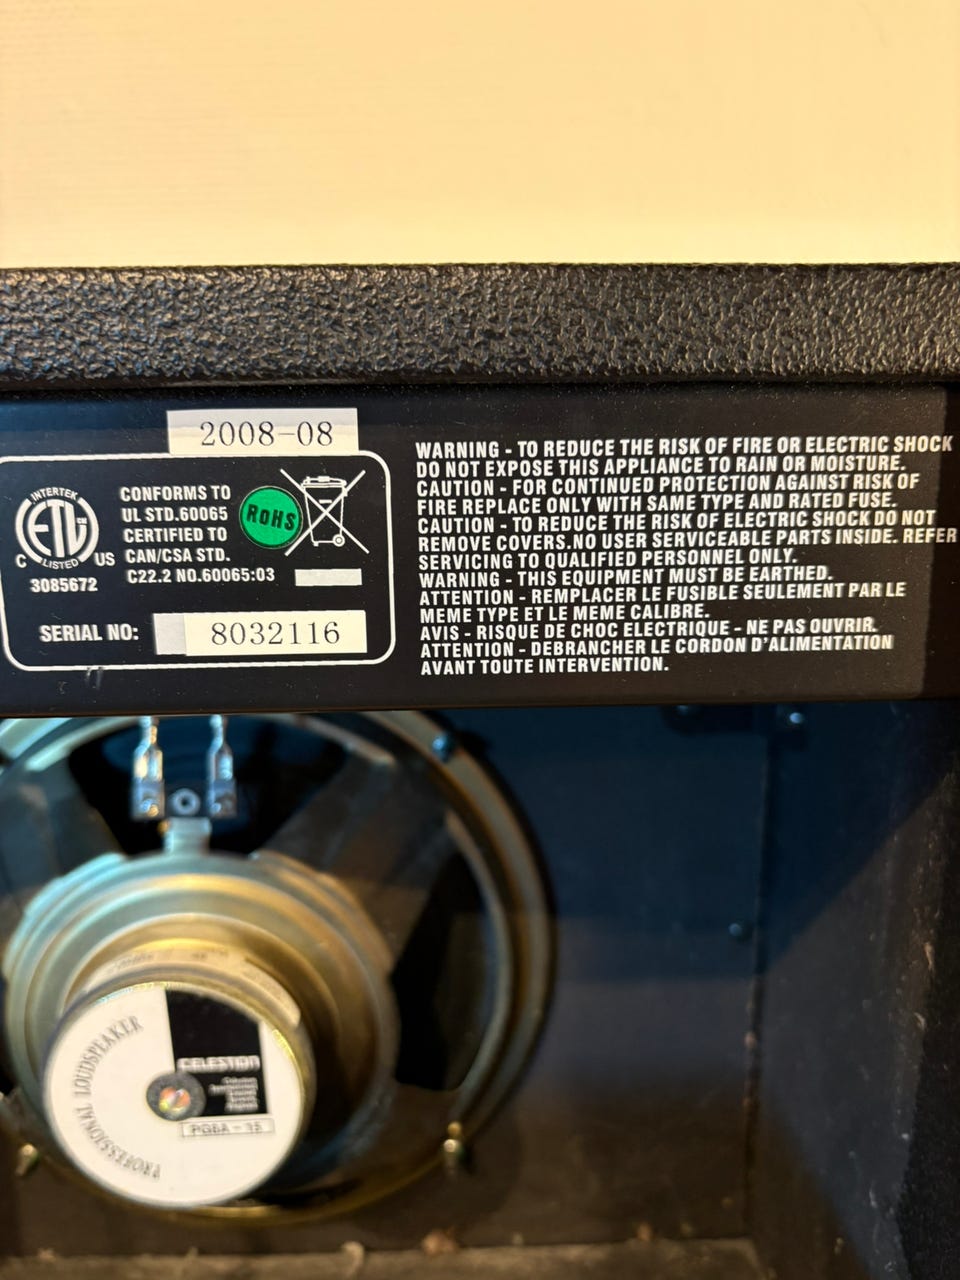 2008-08
INTERTEK
ETL CM
LISTED
C US
3085672
CONFORMS TO
UL STD.60065
CERTIFIED TO
CAN/CSA STD.
C22.2 NO.60065:03
RoHS
SERIAL NO: 8032116
WARNING - TO REDUCE THE RISK OF FIRE OR ELECTRIC SHOCK
DO NOT EXPOSE THIS APPLIANCE TO RAIN OR MOISTURE.
CAUTION - FOR CONTINUED PROTECTION AGAINST RISK OF
FIRE REPLACE ONLY WITH SAME TYPE AND RATED FUSE.
CAUTION - TO REDUCE THE RISK OF ELECTRIC SHOCK DO NOT
REMOVE COVERS.NO USER SERVICEABLE PARTS INSIDE. REFER
SERVICING TO QUALIFIED PERSONNEL ONLY.
WARNING - THIS EQUIPMENT MUST BE EARTHED.
ATTENTION - REMPLACER LE FUSIBLE SEULEMENT PAR LE
MEME TYPE ET LE MEME CALIBRE.
AVIS - RISQUE DE CHOC ELECTRIQUE - NE PAS OUVRIR.
ATTENTION - DEBRANCHER LE CORDON D'ALIMENTATION
AVANT TOUTE INTERVENTION.
PROFESSIONAL LOUDSPEAKER
CELESTION